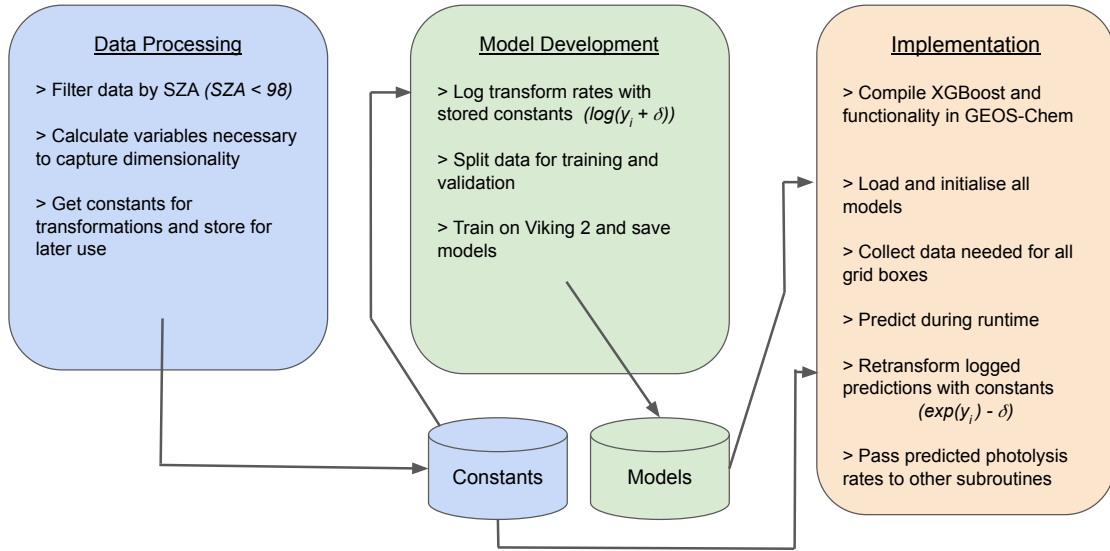 Data Processing
> Filter data by SZA (SZA < 98)
> Calculate variables necessary
to capture dimensionality
> Get constants for
transformations and store for
later use
Model Development
> Log transform rates with
stored constants (log(yᵢ + δ))
> Split data for training and
validation
> Train on Viking 2 and save
models
Implementation
> Compile XGBoost and
functionality in GEOS-Chem
> Load and initialise all
models
> Collect data needed for all
grid boxes
> Predict during runtime
> Retransform logged
predictions with constants
(exp(yᵢ) - δ)
> Pass predicted photolysis
rates to other subroutines
Constants
Models